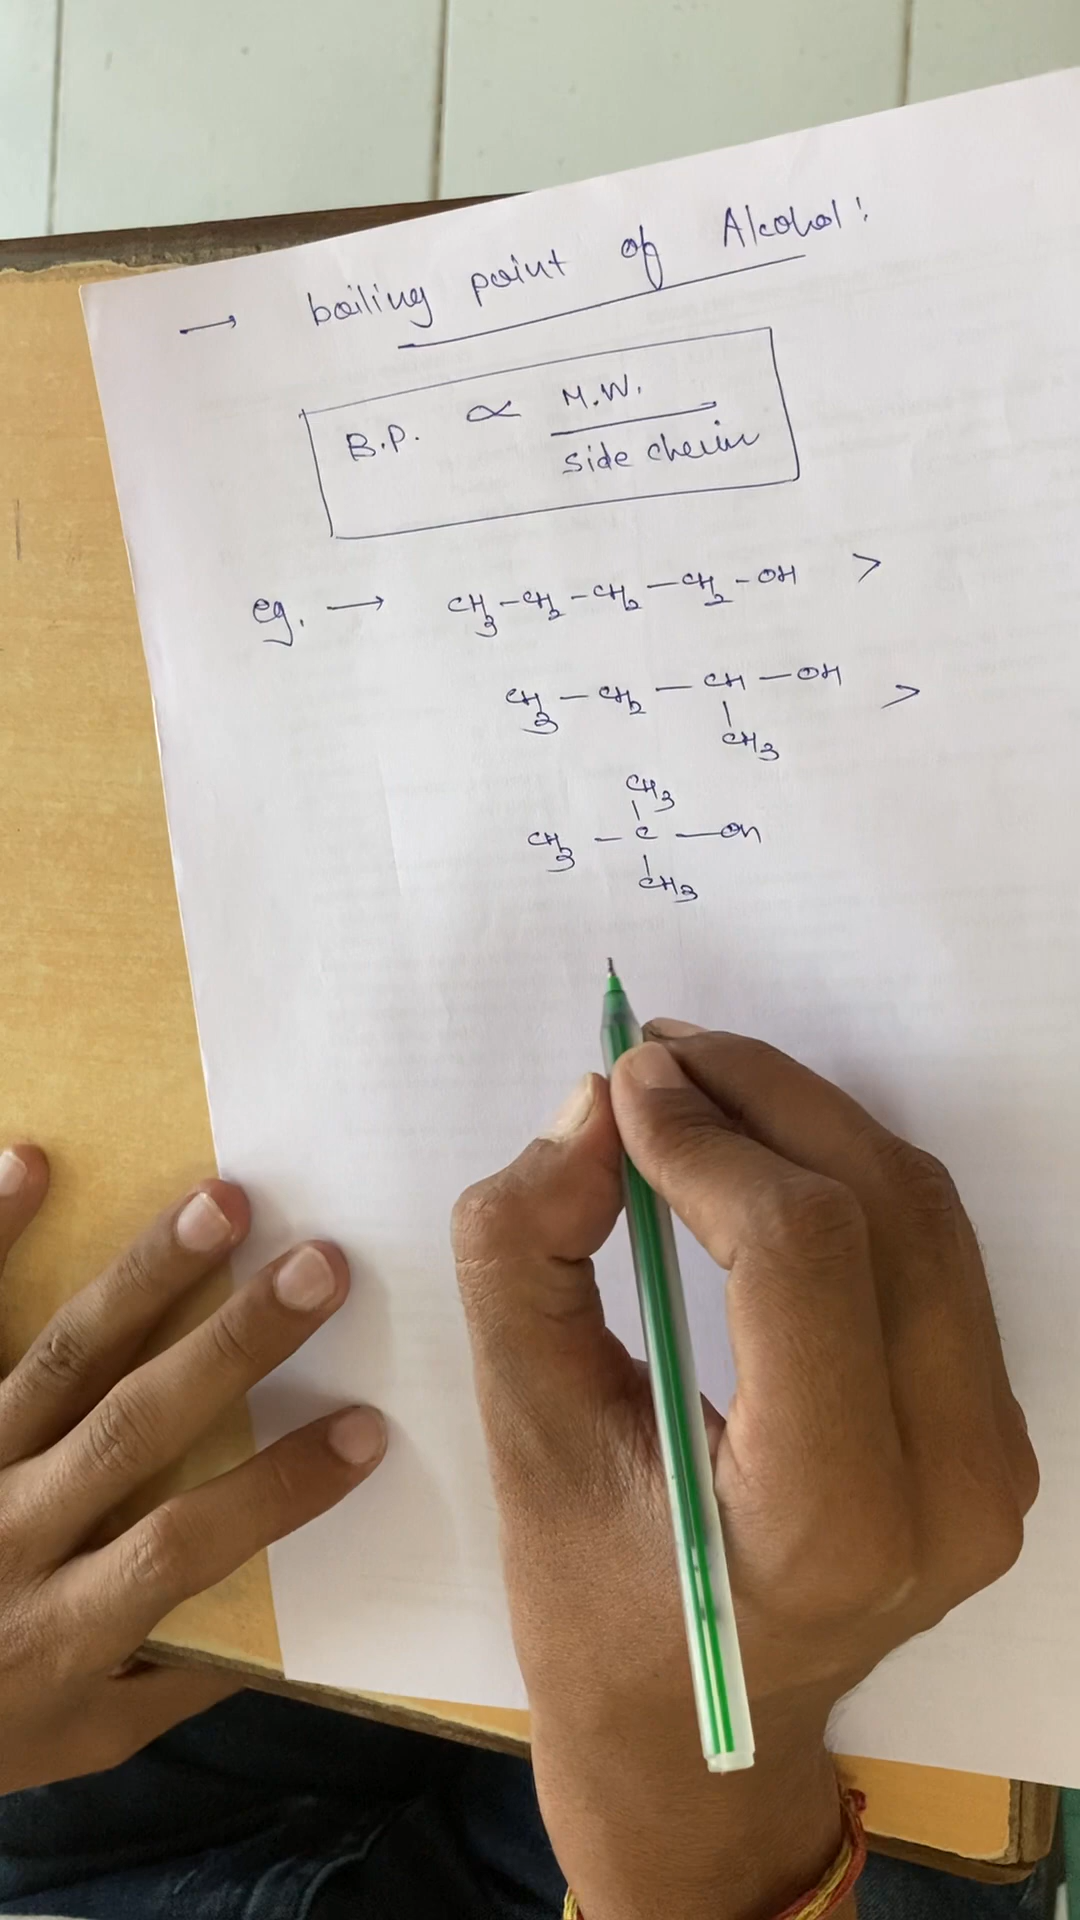 → boiling point of Alcohol:
B.P. ∝ M.W.
side chain
eg. → CH3-CH2-CH2-CH2-OH >
CH3-CH2-CH-OH >
|
CH3
CH3
|
CH3-C-OH
|
CH3